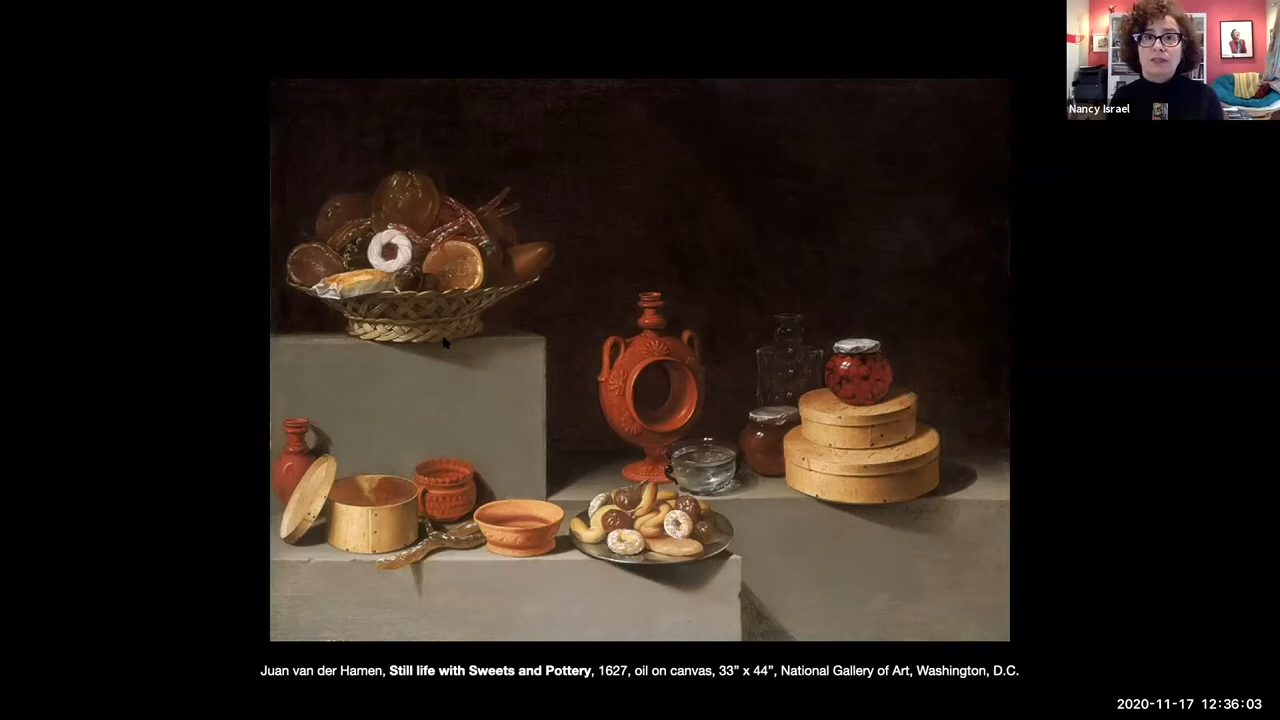 Nancy Israel
Juan van der Hamen, Still life with Sweets and Pottery, 1627, oil on canvas, 33” x 44”, National Gallery of Art, Washington, D.C.
2020-11-17 12:36:03